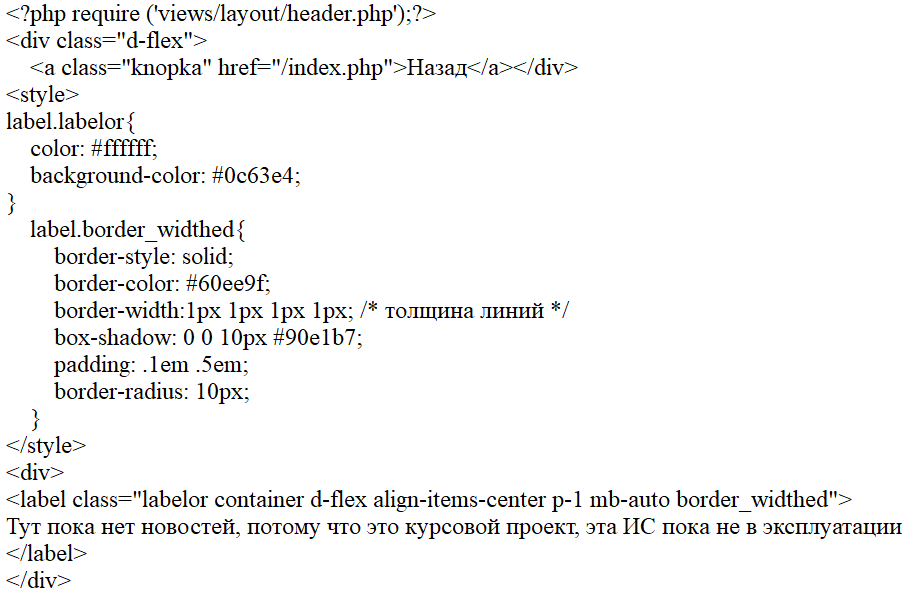 <?php require ('views/layout/header.php');?>
<div class="d-flex">
    <a class="knopka" href="/index.php">Назад</a></div>
<style>
label.labelor{
    color: #ffffff;
    background-color: #0c63e4;
}
    label.border_widthed{
        border-style: solid;
        border-color: #60ee9f;
        border-width:1px 1px 1px 1px; /* толщина линий */
        box-shadow: 0 0 10px #90e1b7;
        padding: .1em .5em;
        border-radius: 10px;
    }
</style>
<div>
<label class="labelor container d-flex align-items-center p-1 mb-auto border_widthed">
Тут пока нет новостей, потому что это курсовой проект, эта ИС пока не в эксплуатации
</label>
</div>